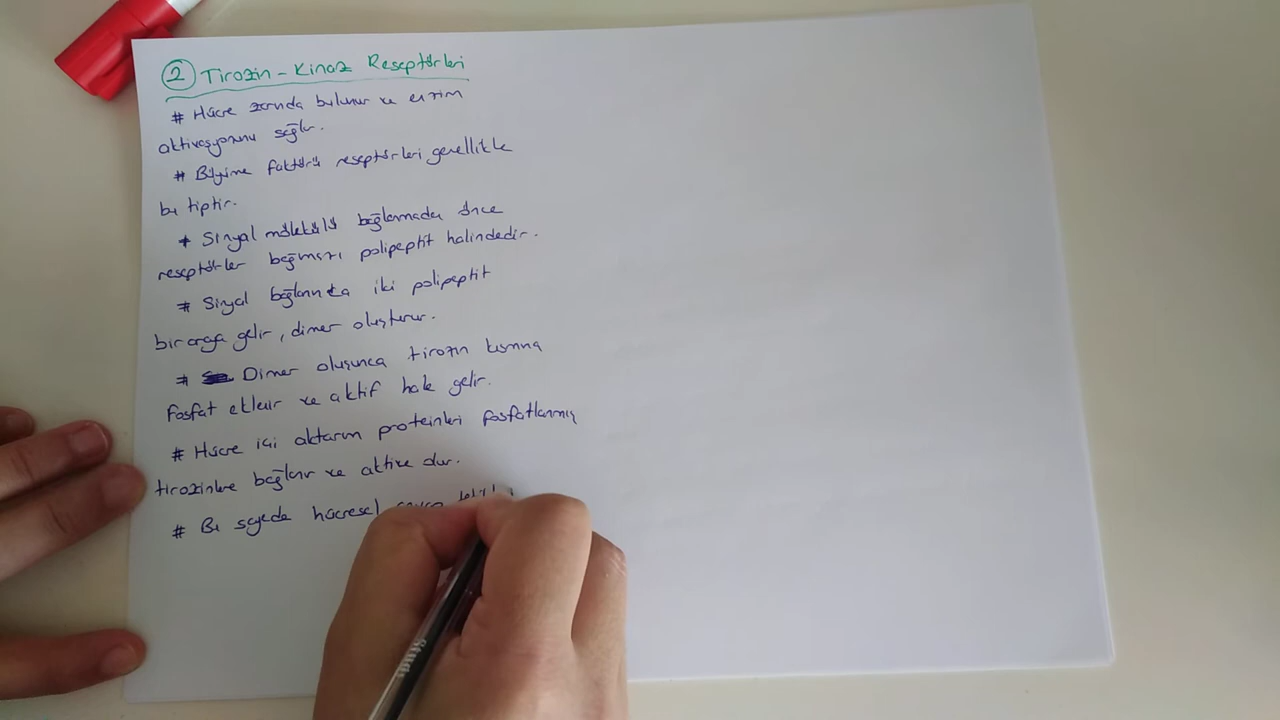 2 Tirozin - Kinaz Reseptörleri
# Hücre zarında bulunur ve enzim
aktivasyonunu sağlar.
# Büyüme faktörü reseptörleri genellikle
bu tiptir.
# Sinyal molekülü bağlanmadan önce
reseptörler bağımsız polipeptit halindedir.
# Sinyal bağlanınca iki polipeptit
bir araya gelir, dimer oluşturur.
# Dimer oluşunca tirozin kısmına
fosfat eklenir ve aktif hale gelir.
# Hücre içi aktarım proteinleri fosfatlanmış
tirozinlere bağlanır ve aktive olur.
# Bu sayede hücresel